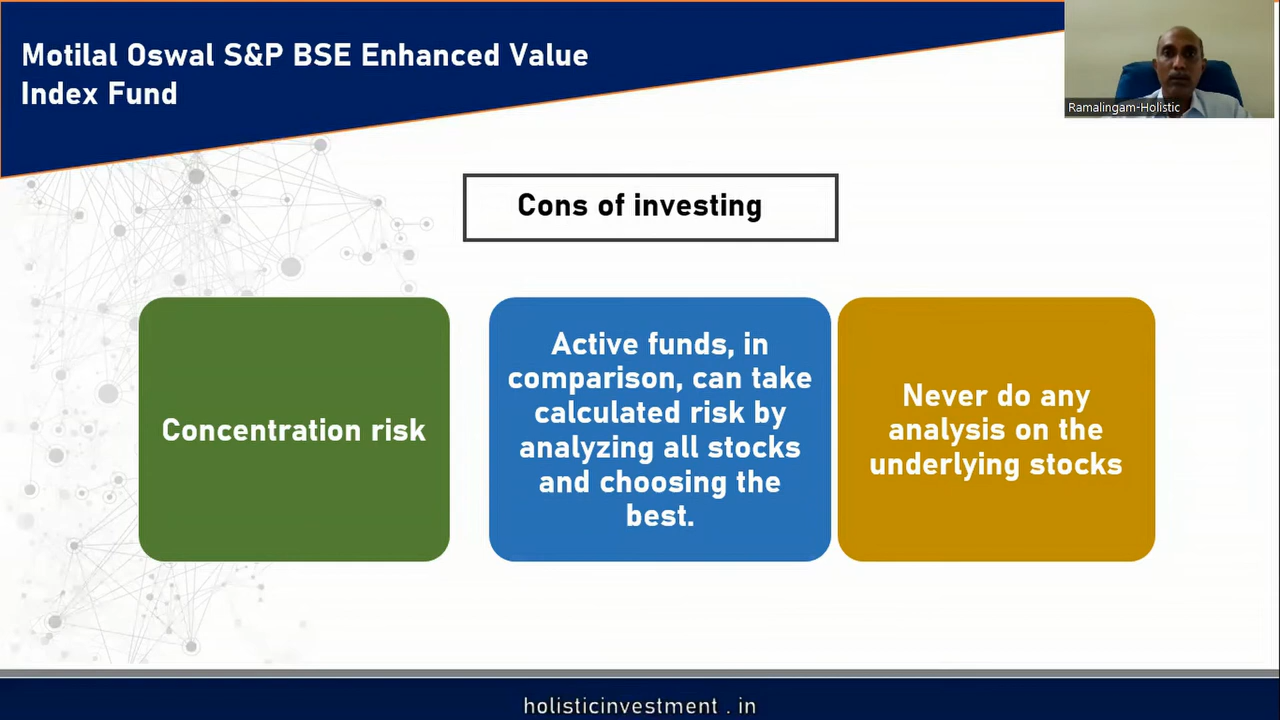 Motilal Oswal S&P BSE Enhanced Value
Index Fund
Ramalingam-Holistic
Cons of investing
Concentration risk
Active funds, in
comparison, can take
calculated risk by
analyzing all stocks
and choosing the
best.
Never do any
analysis on the
underlying stocks
holisticinvestment . in